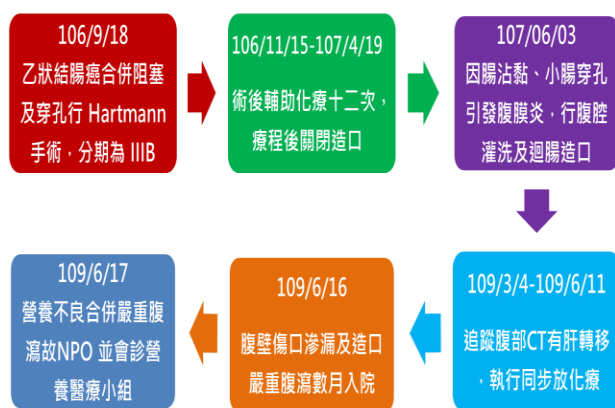 106/9/18
乙狀結腸癌合併阻塞
及穿孔行 Hartmann
手術，分期為 IIIB
106/11/15-107/4/19
術後輔助化療十二次，
療程後關閉造口
107/06/03
因腸沾黏、小腸穿孔
引發腹膜炎，行腹腔
灌洗及迴腸造口
109/3/4-109/6/11
追蹤腹部CT有肝轉移
，執行同步放化療
109/6/16
腹壁傷口滲漏及造口
嚴重腹瀉數月入院
109/6/17
營養不良合併嚴重腹
瀉故NPO 並會診營
養醫療小組